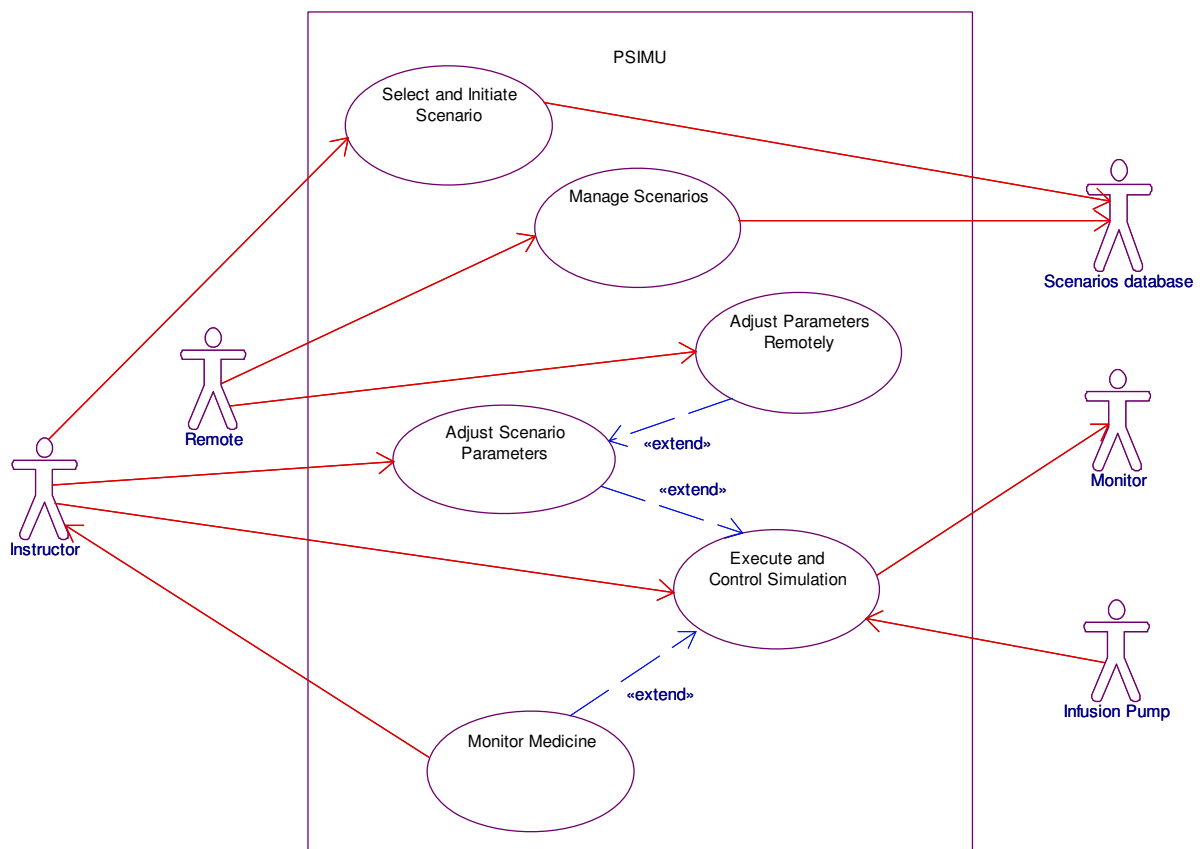 PSIMU
Select and Initiate
Scenario
Manage Scenarios
Scenarios database
Adjust Parameters
Remotely
Remote
Adjust Scenario
Parameters
«extend»
Monitor
«extend»
Instructor
Execute and
Control Simulation
«extend»
Infusion Pump
Monitor Medicine